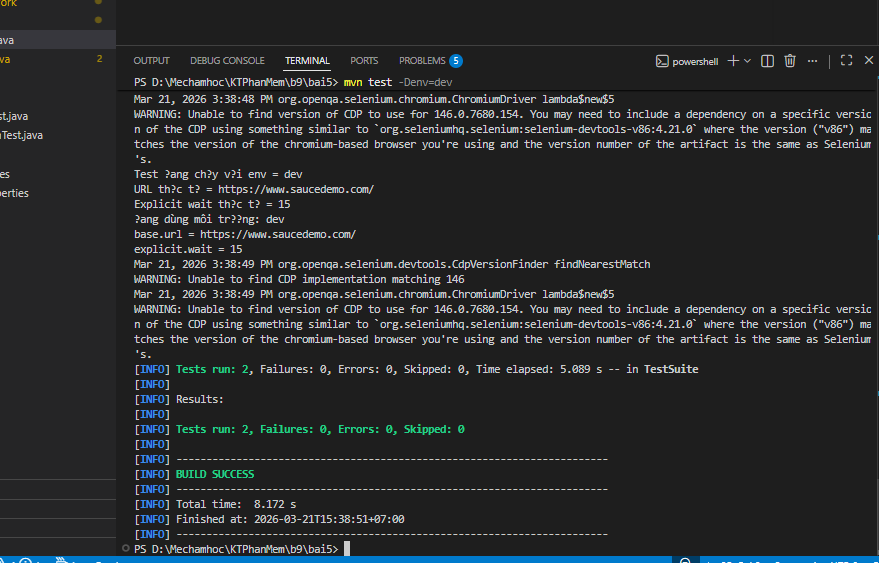 ork
ava
va 2
st.java
Test.java
es
erties
OUTPUT DEBUG CONSOLE TERMINAL PORTS PROBLEMS 5
powershell
PS D:\Mechamhoc\KTPhanMem\b9\bai5> mvn test -Denv=dev
Mar 21, 2026 3:38:48 PM org.openqa.selenium.chromium.ChromiumDriver lambda$new$5
WARNING: Unable to find version of CDP to use for 146.0.7680.154. You may need to include a dependency on a specific versio
n of the CDP using something similar to `org.seleniumhq.selenium:selenium-devtools-v86:4.21.0` where the version ("v86") ma
tches the version of the chromium-based browser you're using and the version number of the artifact is the same as Selenium
's.
Test ?ang ch?y v?i env = dev
URL th?c t? = https://www.saucedemo.com/
Explicit wait th?c t? = 15
?ang dùng môi tr??ng: dev
base.url = https://www.saucedemo.com/
explicit.wait = 15
Mar 21, 2026 3:38:49 PM org.openqa.selenium.devtools.CdpVersionFinder findNearestMatch
WARNING: Unable to find CDP implementation matching 146
Mar 21, 2026 3:38:49 PM org.openqa.selenium.chromium.ChromiumDriver lambda$new$5
WARNING: Unable to find version of CDP to use for 146.0.7680.154. You may need to include a dependency on a specific versio
n of the CDP using something similar to `org.seleniumhq.selenium:selenium-devtools-v86:4.21.0` where the version ("v86") ma
tches the version of the chromium-based browser you're using and the version number of the artifact is the same as Selenium
's.
[INFO] Tests run: 2, Failures: 0, Errors: 0, Skipped: 0, Time elapsed: 5.089 s -- in TestSuite
[INFO]
[INFO] Results:
[INFO]
[INFO] Tests run: 2, Failures: 0, Errors: 0, Skipped: 0
[INFO]
[INFO] ------------------------------------------------------------------------
[INFO] BUILD SUCCESS
[INFO] ------------------------------------------------------------------------
[INFO] Total time:  8.172 s
[INFO] Finished at: 2026-03-21T15:38:51+07:00
[INFO] ------------------------------------------------------------------------
PS D:\Mechamhoc\KTPhanMem\b9\bai5>